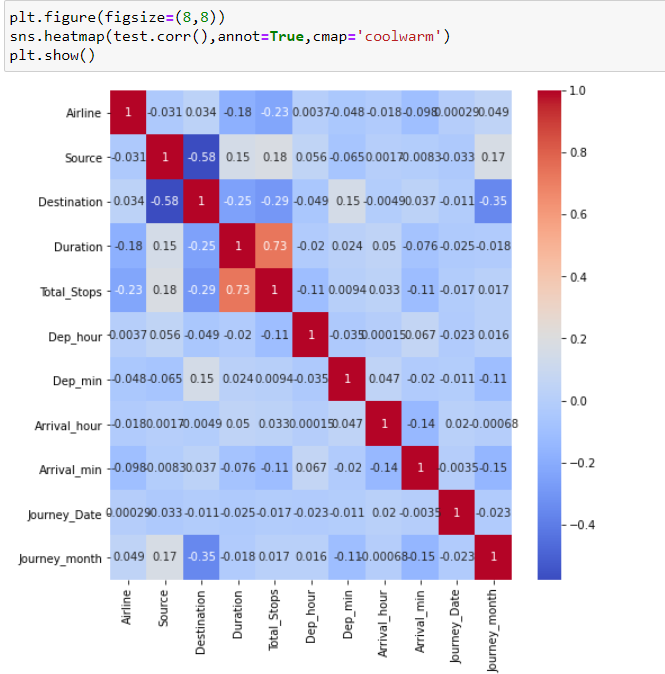 plt.figure(figsize=(8,8))
sns.heatmap(test.corr(),annot=True,cmap='coolwarm')
plt.show()
Airline 1 -0.031 0.034 -0.18 -0.23 0.0037 -0.048 -0.018 -0.098 0.00029 0.049
Source -0.031 1 -0.58 0.15 0.18 0.056 -0.065 0.0017 -0.0083 -0.033 0.17
Destination 0.034 -0.58 1 -0.25 -0.29 -0.049 0.15 -0.0049 0.037 -0.011 -0.35
Duration -0.18 0.15 -0.25 1 0.73 -0.02 0.024 0.05 -0.076 -0.025 -0.018
Total_Stops -0.23 0.18 -0.29 0.73 1 -0.11 0.0094 0.033 -0.11 -0.017 0.017
Dep_hour 0.0037 0.056 -0.049 -0.02 -0.11 1 -0.035 0.00015 0.067 -0.023 0.016
Dep_min -0.048 -0.065 0.15 0.024 0.0094 -0.035 1 0.047 -0.02 -0.011 -0.11
Arrival_hour -0.018 0.0017 -0.0049 0.05 0.033 0.00015 0.047 1 -0.14 0.02 -0.00068
Arrival_min -0.098 -0.0083 0.037 -0.076 -0.11 0.067 -0.02 -0.14 1 -0.0035 -0.15
Journey_Date 0.00029 -0.033 -0.011 -0.025 -0.017 -0.023 -0.011 0.02 -0.0035 1 -0.023
Journey_month 0.049 0.17 -0.35 -0.018 0.017 0.016 -0.11 -0.00068 -0.15 -0.023 1
Airline
Source
Destination
Duration
Total_Stops
Dep_hour
Dep_min
Arrival_hour
Arrival_min
Journey_Date
Journey_month
1.0
0.8
0.6
0.4
0.2
0.0
-0.2
-0.4